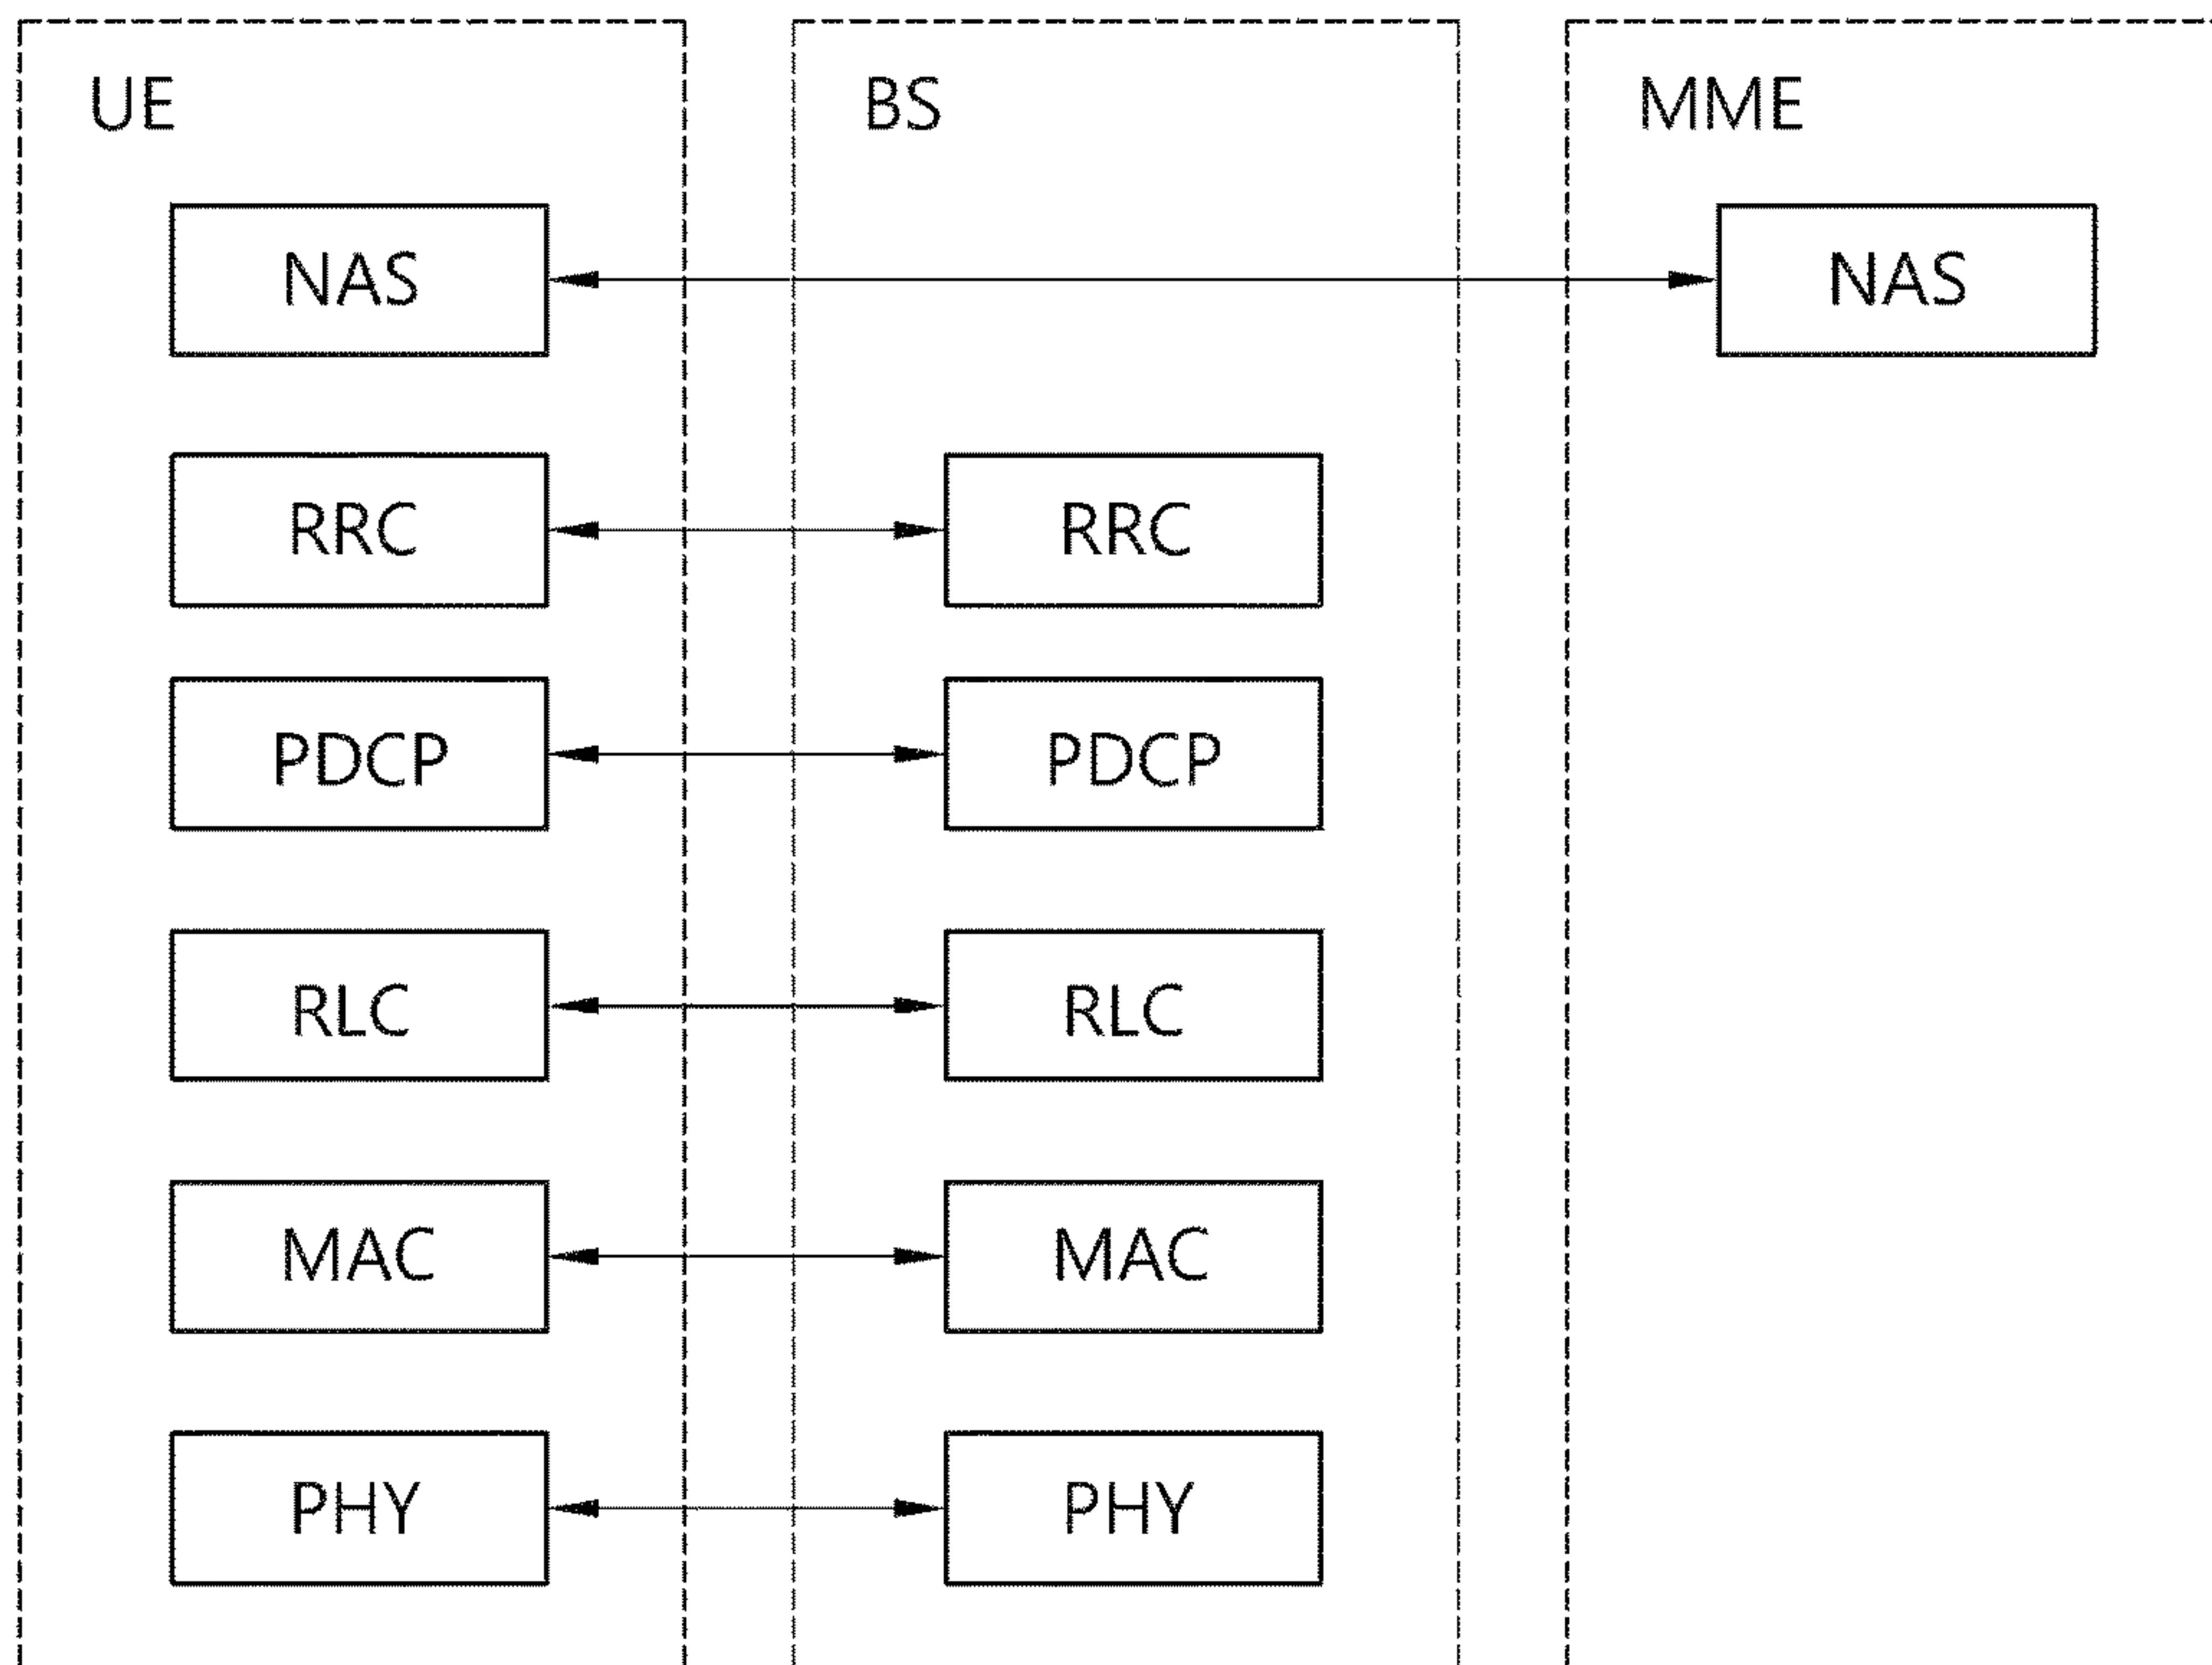 UE BS MME
NAS NAS
RRC RRC
PDCP PDCP
RLC RLC
MAC MAC
PHY PHY